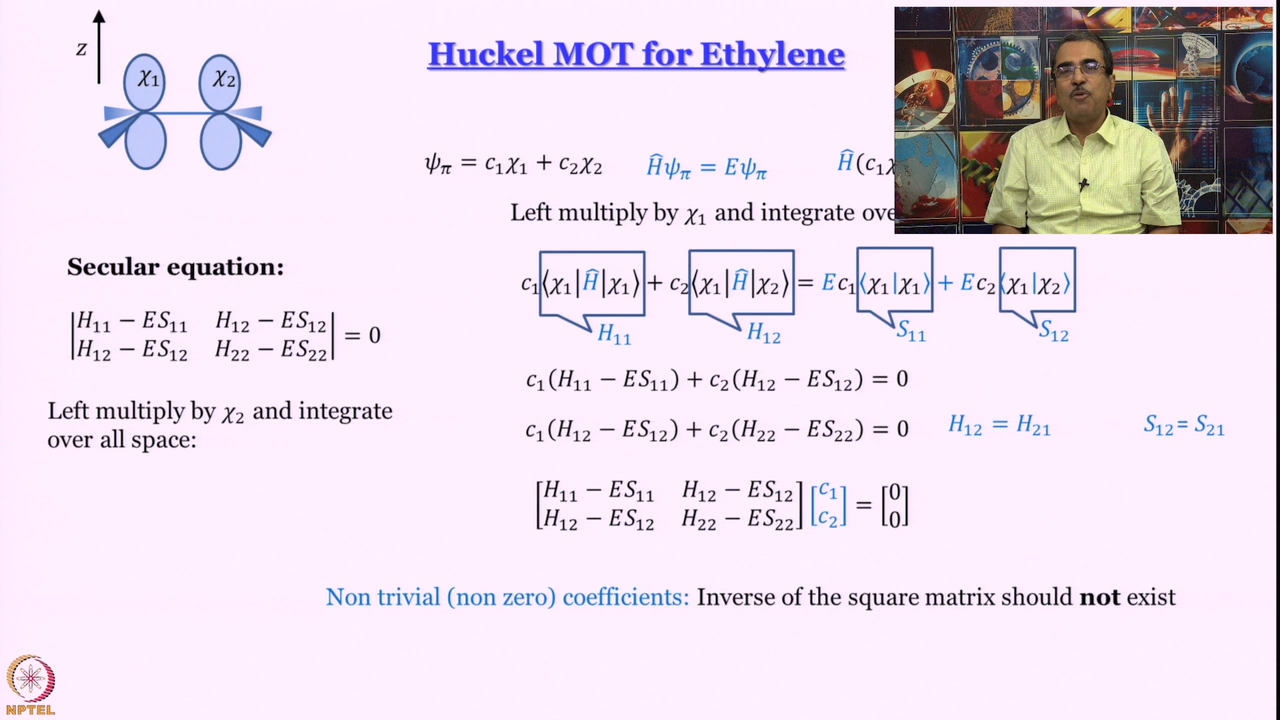 Huckel MOT for Ethylene
z
χ₁ χ₂
ψπ = c₁χ₁ + c₂χ₂ Ĥψπ = Eψπ Ĥ(c₁χ
Left multiply by χ₁ and integrate ove
Secular equation:
c₁⟨χ₁|Ĥ|χ₁⟩ + c₂⟨χ₁|Ĥ|χ₂⟩ = Ec₁⟨χ₁|χ₁⟩ + Ec₂⟨χ₁|χ₂⟩
H₁₁ H₁₂ S₁₁ S₁₂
|H₁₁ − ES₁₁ H₁₂ − ES₁₂|
|H₁₂ − ES₁₂ H₂₂ − ES₂₂| = 0
c₁(H₁₁ − ES₁₁) + c₂(H₁₂ − ES₁₂) = 0
Left multiply by χ₂ and integrate
over all space:
c₁(H₁₂ − ES₁₂) + c₂(H₂₂ − ES₂₂) = 0 H₁₂ = H₂₁ S₁₂ = S₂₁
[H₁₁ − ES₁₁ H₁₂ − ES₁₂] [c₁] = [0]
[H₁₂ − ES₁₂ H₂₂ − ES₂₂] [c₂] [0]
Non trivial (non zero) coefficients: Inverse of the square matrix should not exist
NPTEL